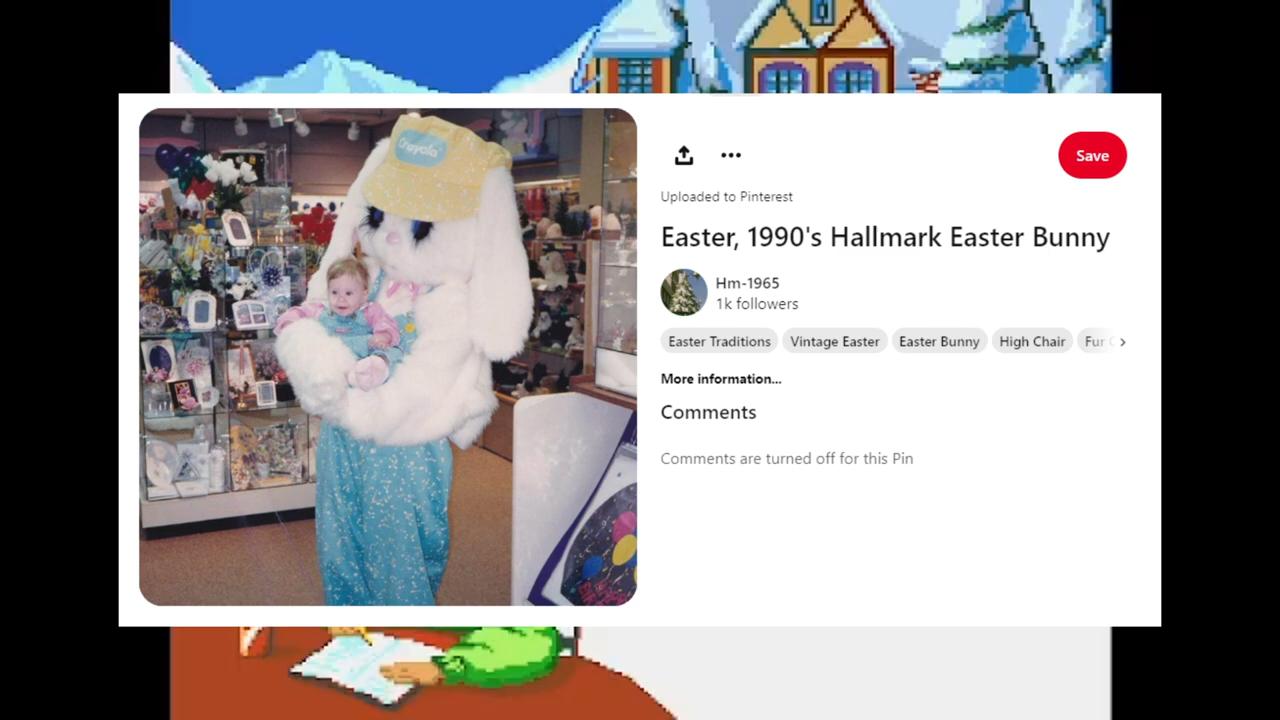 Crayola
Save
Uploaded to Pinterest
Easter, 1990's Hallmark Easter Bunny
Hm-1965
1k followers
Easter Traditions
Vintage Easter
Easter Bunny
High Chair
Fur
More information...
Comments
Comments are turned off for this Pin